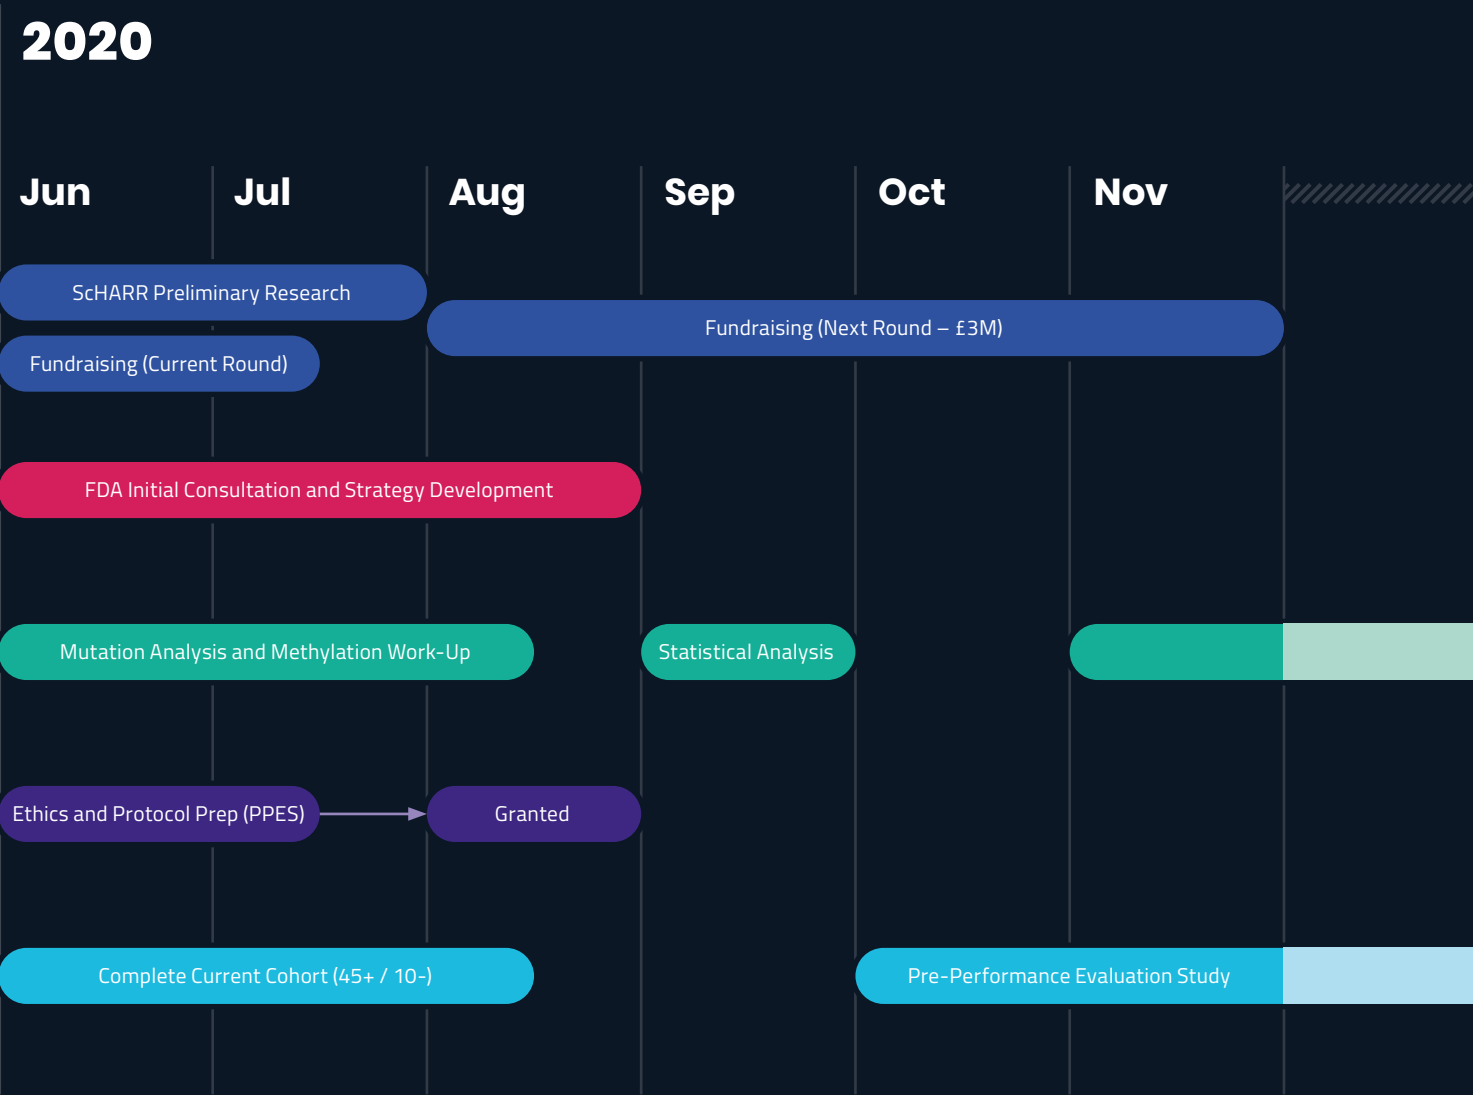 2020
Jun
Jul
Aug
Sep
Oct
Nov
ScHARR Preliminary Research
Fundraising (Next Round – £3M)
Fundraising (Current Round)
FDA Initial Consultation and Strategy Development
Mutation Analysis and Methylation Work-Up
Statistical Analysis
Ethics and Protocol Prep (PPES)
Granted
Complete Current Cohort (45+ / 10-)
Pre-Performance Evaluation Study